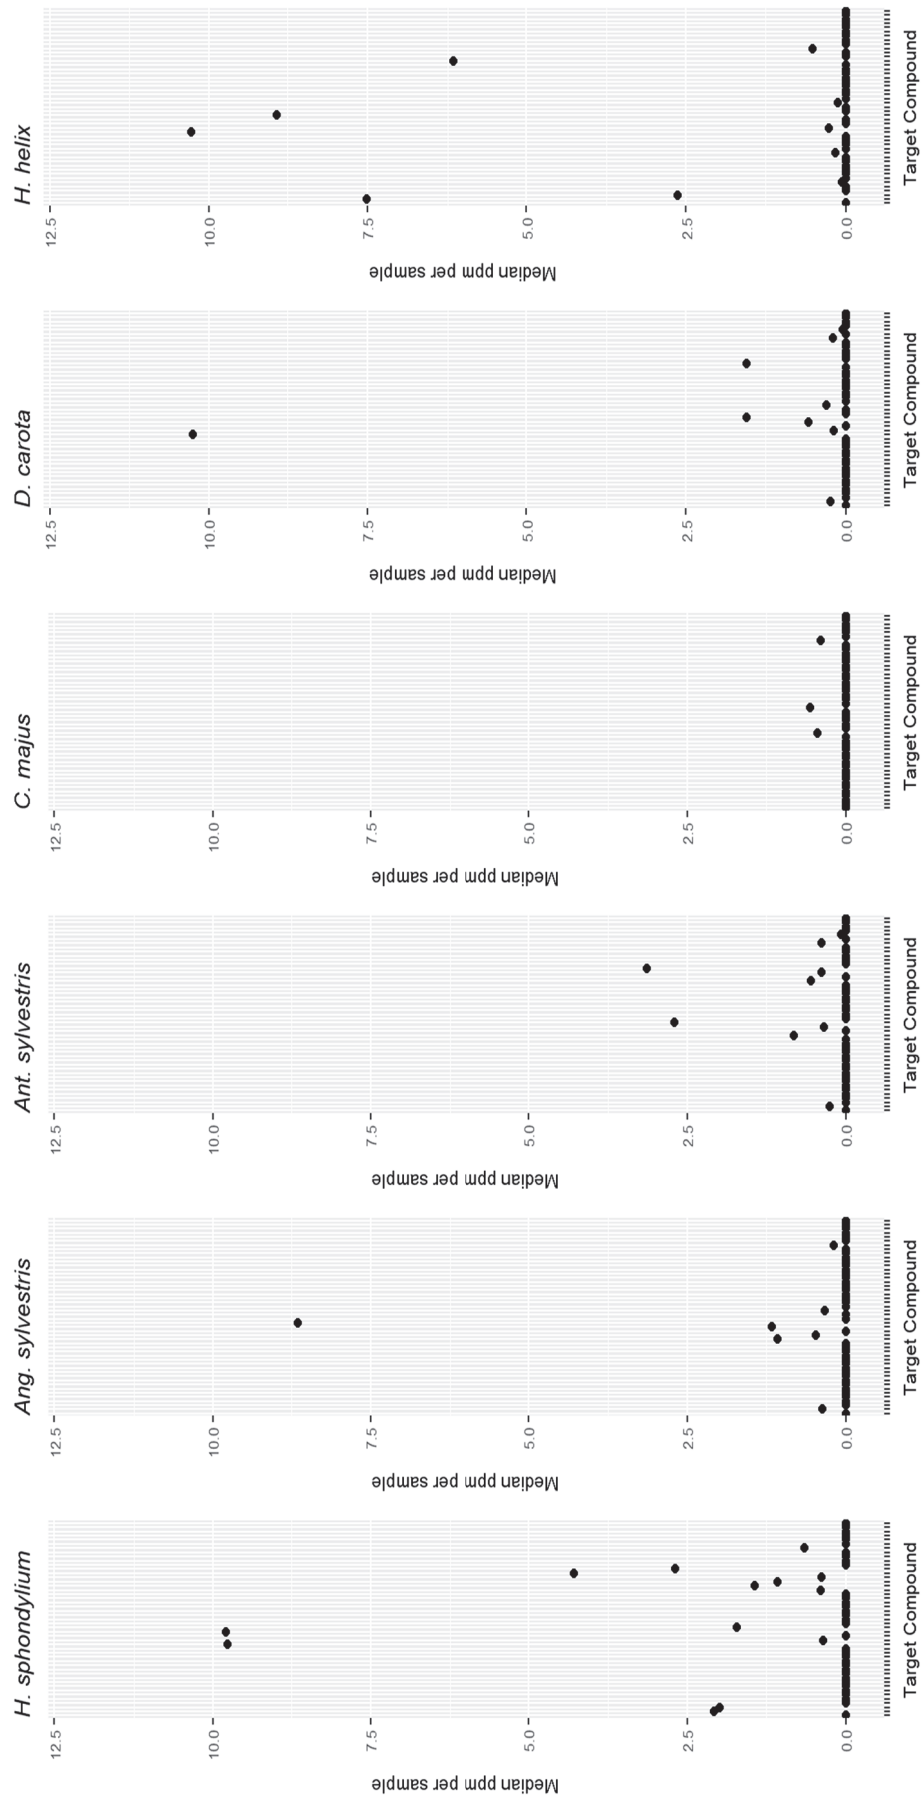 H. helix
12.5
10.0
7.5
5.0
2.5
0.0
Median ppm per sample
Target Compound
D. carota
12.5
10.0
7.5
5.0
2.5
0.0
Median ppm per sample
Target Compound
C. majus
12.5
10.0
7.5
5.0
2.5
0.0
Median ppm per sample
Target Compound
Ant. sylvestris
12.5
10.0
7.5
5.0
2.5
0.0
Median ppm per sample
Target Compound
Ang. sylvestris
12.5
10.0
7.5
5.0
2.5
0.0
Median ppm per sample
Target Compound
H. sphondylium
12.5
10.0
7.5
5.0
2.5
0.0
Median ppm per sample
Target Compound